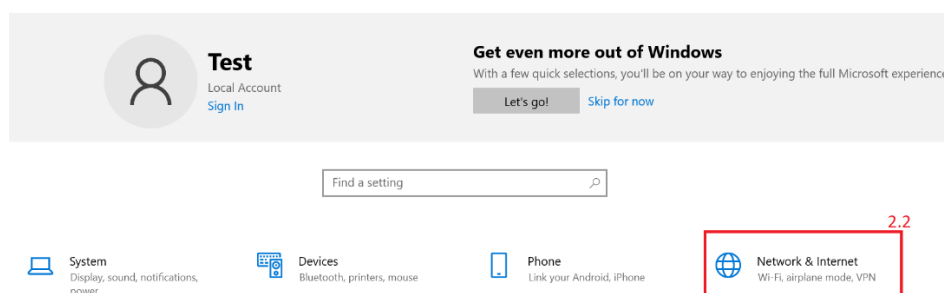 Test
Local Account
Sign In
Get even more out of Windows
With a few quick selections, you'll be on your way to enjoying the full Microsoft experience
Let's go!
Skip for now
Find a setting
2.2
System
Display, sound, notifications,
power
Devices
Bluetooth, printers, mouse
Phone
Link your Android, iPhone
Network & Internet
Wi-Fi, airplane mode, VPN